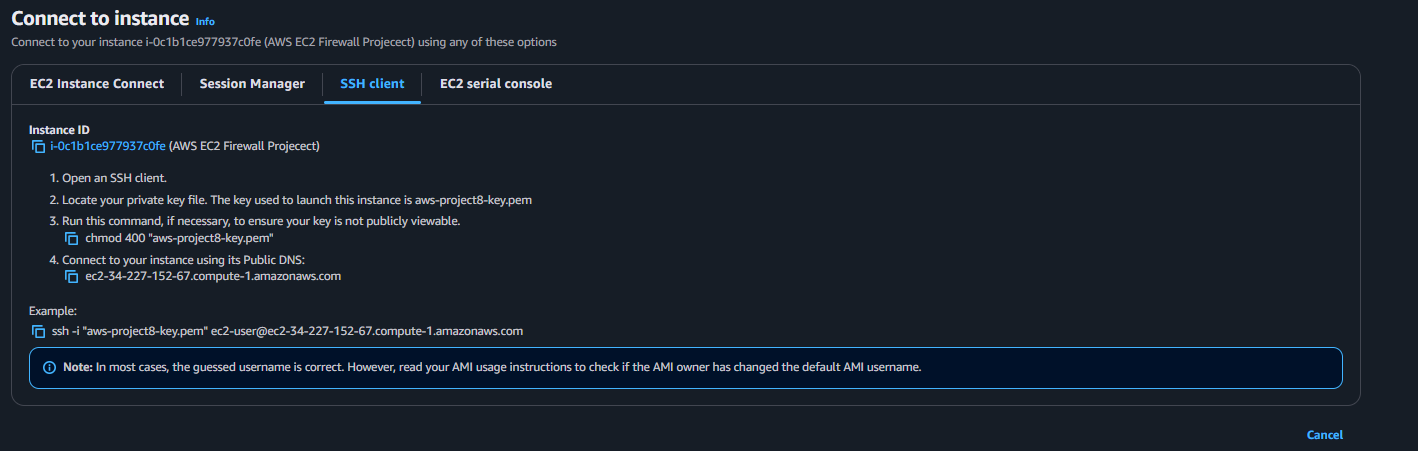 Connect to instance Info
Connect to your instance i-0c1b1ce977937c0fe (AWS EC2 Firewall Projecect) using any of these options
EC2 Instance Connect Session Manager SSH client EC2 serial console
Instance ID
i-0c1b1ce977937c0fe (AWS EC2 Firewall Projecect)
1. Open an SSH client.
2. Locate your private key file. The key used to launch this instance is aws-project8-key.pem
3. Run this command, if necessary, to ensure your key is not publicly viewable.
chmod 400 "aws-project8-key.pem"
4. Connect to your instance using its Public DNS:
ec2-34-227-152-67.compute-1.amazonaws.com
Example:
ssh -i "aws-project8-key.pem" ec2-user@ec2-34-227-152-67.compute-1.amazonaws.com
Note: In most cases, the guessed username is correct. However, read your AMI usage instructions to check if the AMI owner has changed the default AMI username.
Cancel